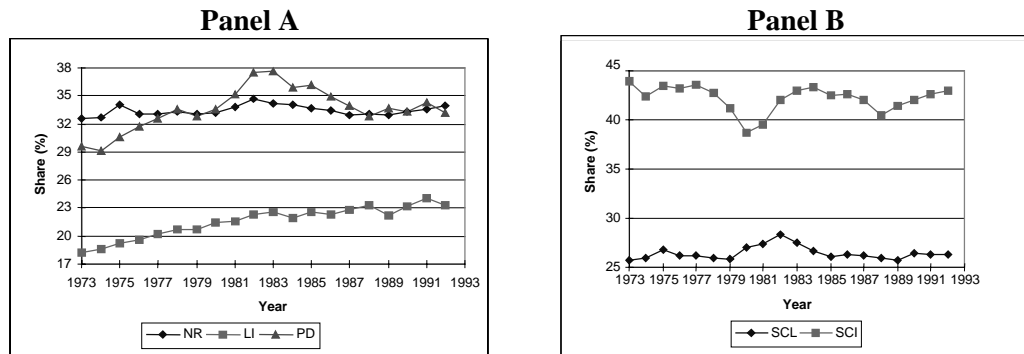 Panel A
Share (%)
38
35
32
29
26
23
20
17
1973 1975 1977 1979 1981 1983 1985 1987 1989 1991 1993
Year
NR LI PD
Panel B
Share (%)
45
40
35
30
25
1973 1975 1977 1979 1981 1983 1985 1987 1989 1991 1993
Year
SCL SCI